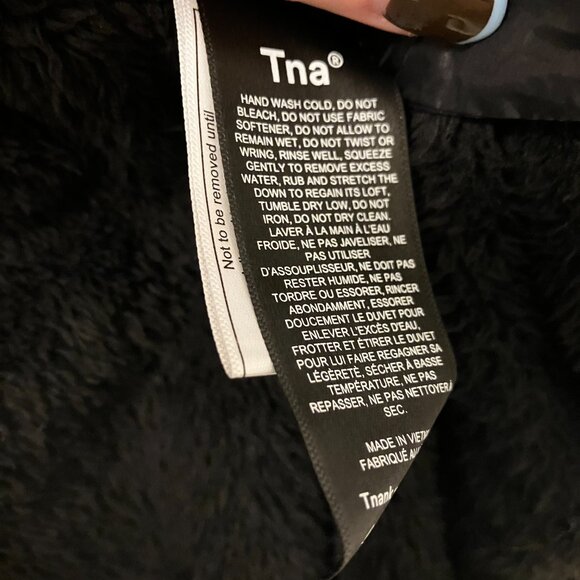 Tna®
HAND WASH COLD, DO NOT
BLEACH, DO NOT USE FABRIC
SOFTENER, DO NOT ALLOW TO
REMAIN WET, DO NOT TWIST OR
WRING, RINSE WELL, SQUEEZE
GENTLY TO REMOVE EXCESS
WATER, RUB AND STRETCH THE
DOWN TO REGAIN ITS LOFT,
TUMBLE DRY LOW, DO NOT
IRON, DO NOT DRY CLEAN.
LAVER À LA MAIN À L'EAU
FROIDE, NE PAS JAVELISER, NE
PAS UTILISER
D'ASSOUPLISSEUR, NE DOIT PAS
RESTER HUMIDE, NE PAS
TORDRE OU ESSORER, RINCER
ABONDAMMENT, ESSORER
DOUCEMENT LE DUVET POUR
ENLEVER L'EXCÈS D'EAU,
FROTTER ET ÉTIRER LE DUVET
POUR LUI FAIRE REGAGNER SA
LÉGÈRETÉ, SÉCHER À BASSE
TEMPÉRATURE, NE PAS
REPASSER, NE PAS NETTOYER À
SEC.
MADE IN
FABRIQUÉ
Not to be removed until